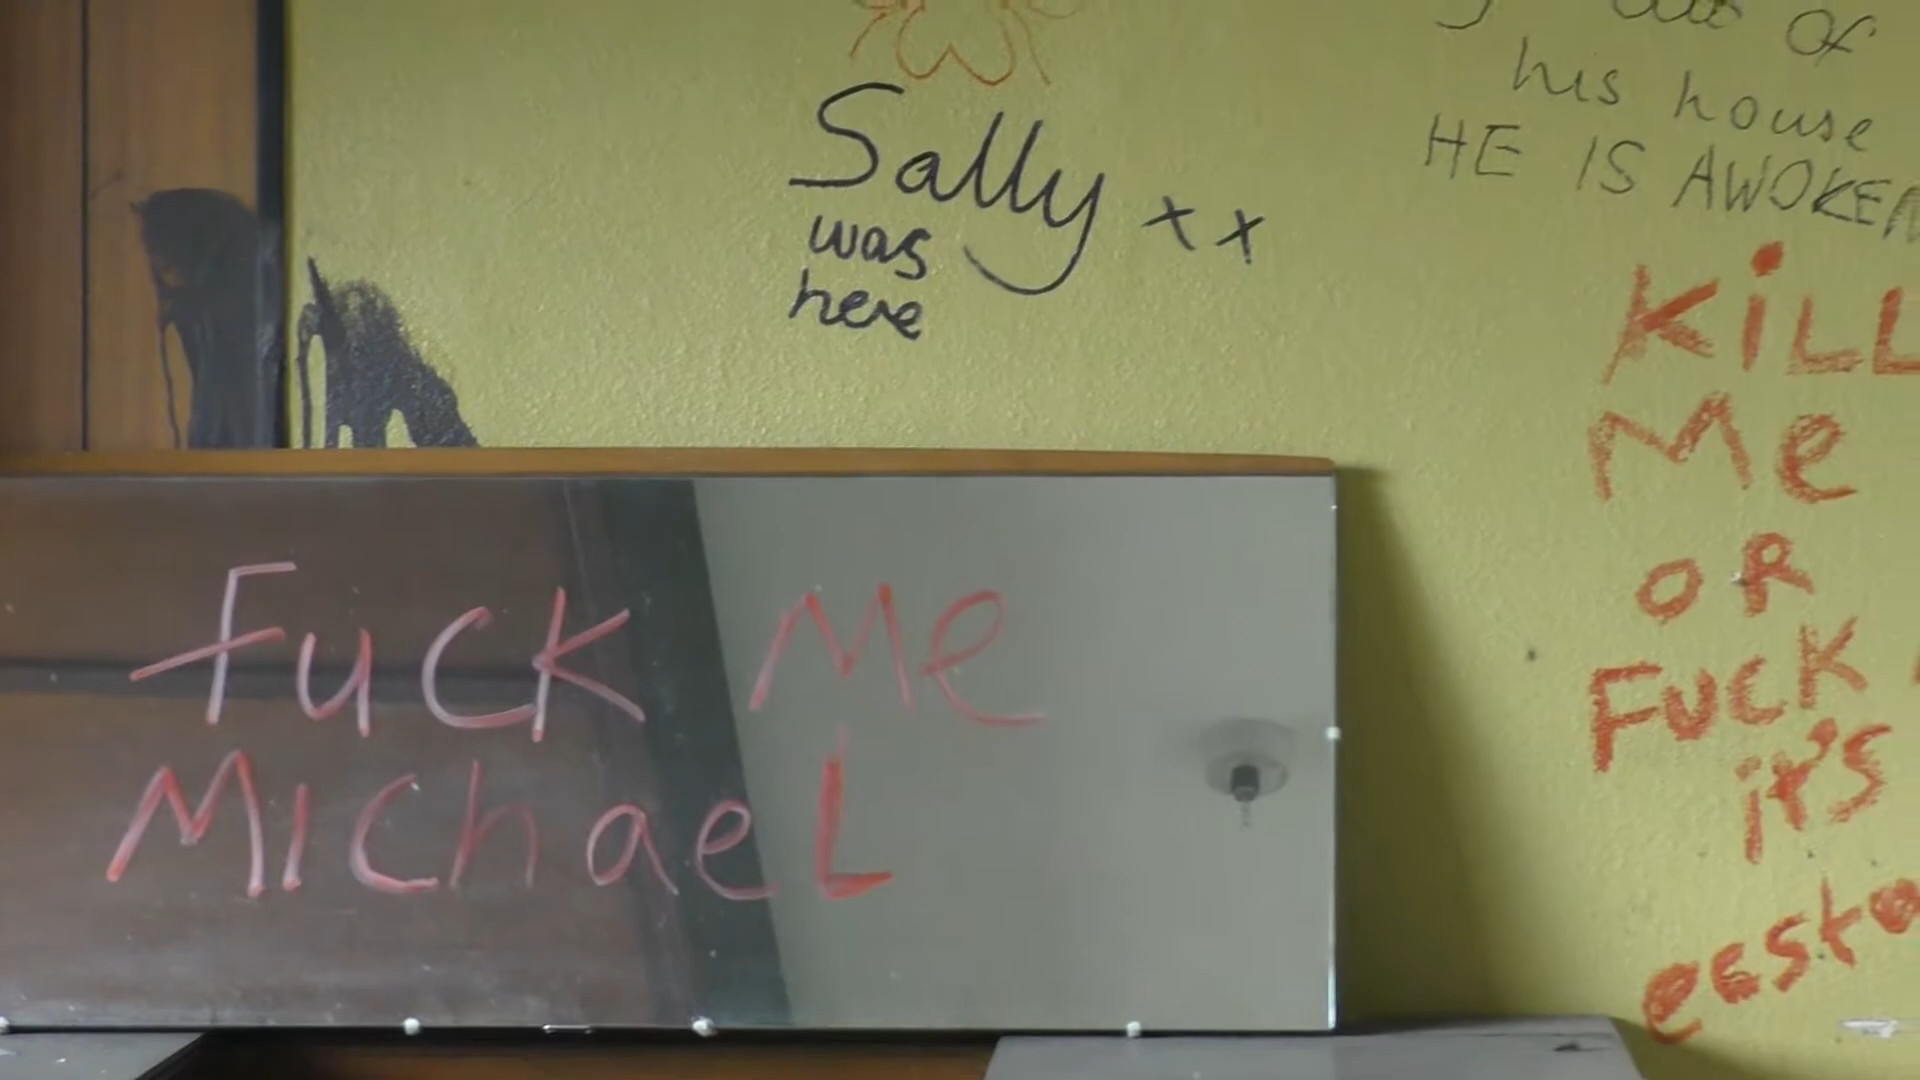 Sally xx
was
here
of
his house
HE IS AWOKEN
KiLL
Me
OR
FUCK
it's
Fuck Me
MichaeL